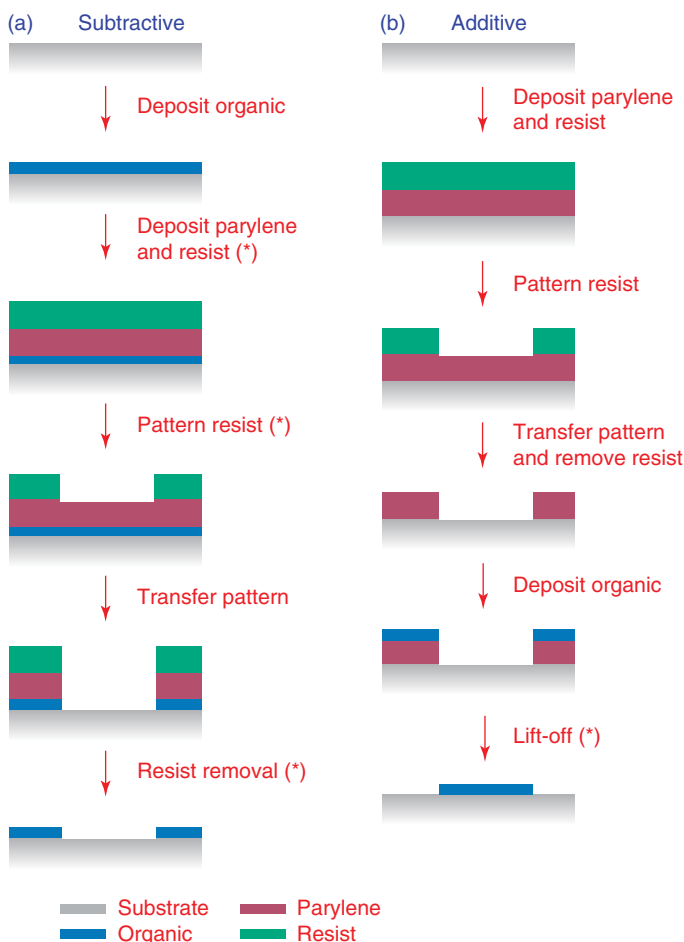 (a) Subtractive
Deposit organic
Deposit parylene
and resist (*)
Pattern resist (*)
Transfer pattern
Resist removal (*)
(b) Additive
Deposit parylene
and resist
Pattern resist
Transfer pattern
and remove resist
Deposit organic
Lift-off (*)
Substrate
Parylene
Organic
Resist